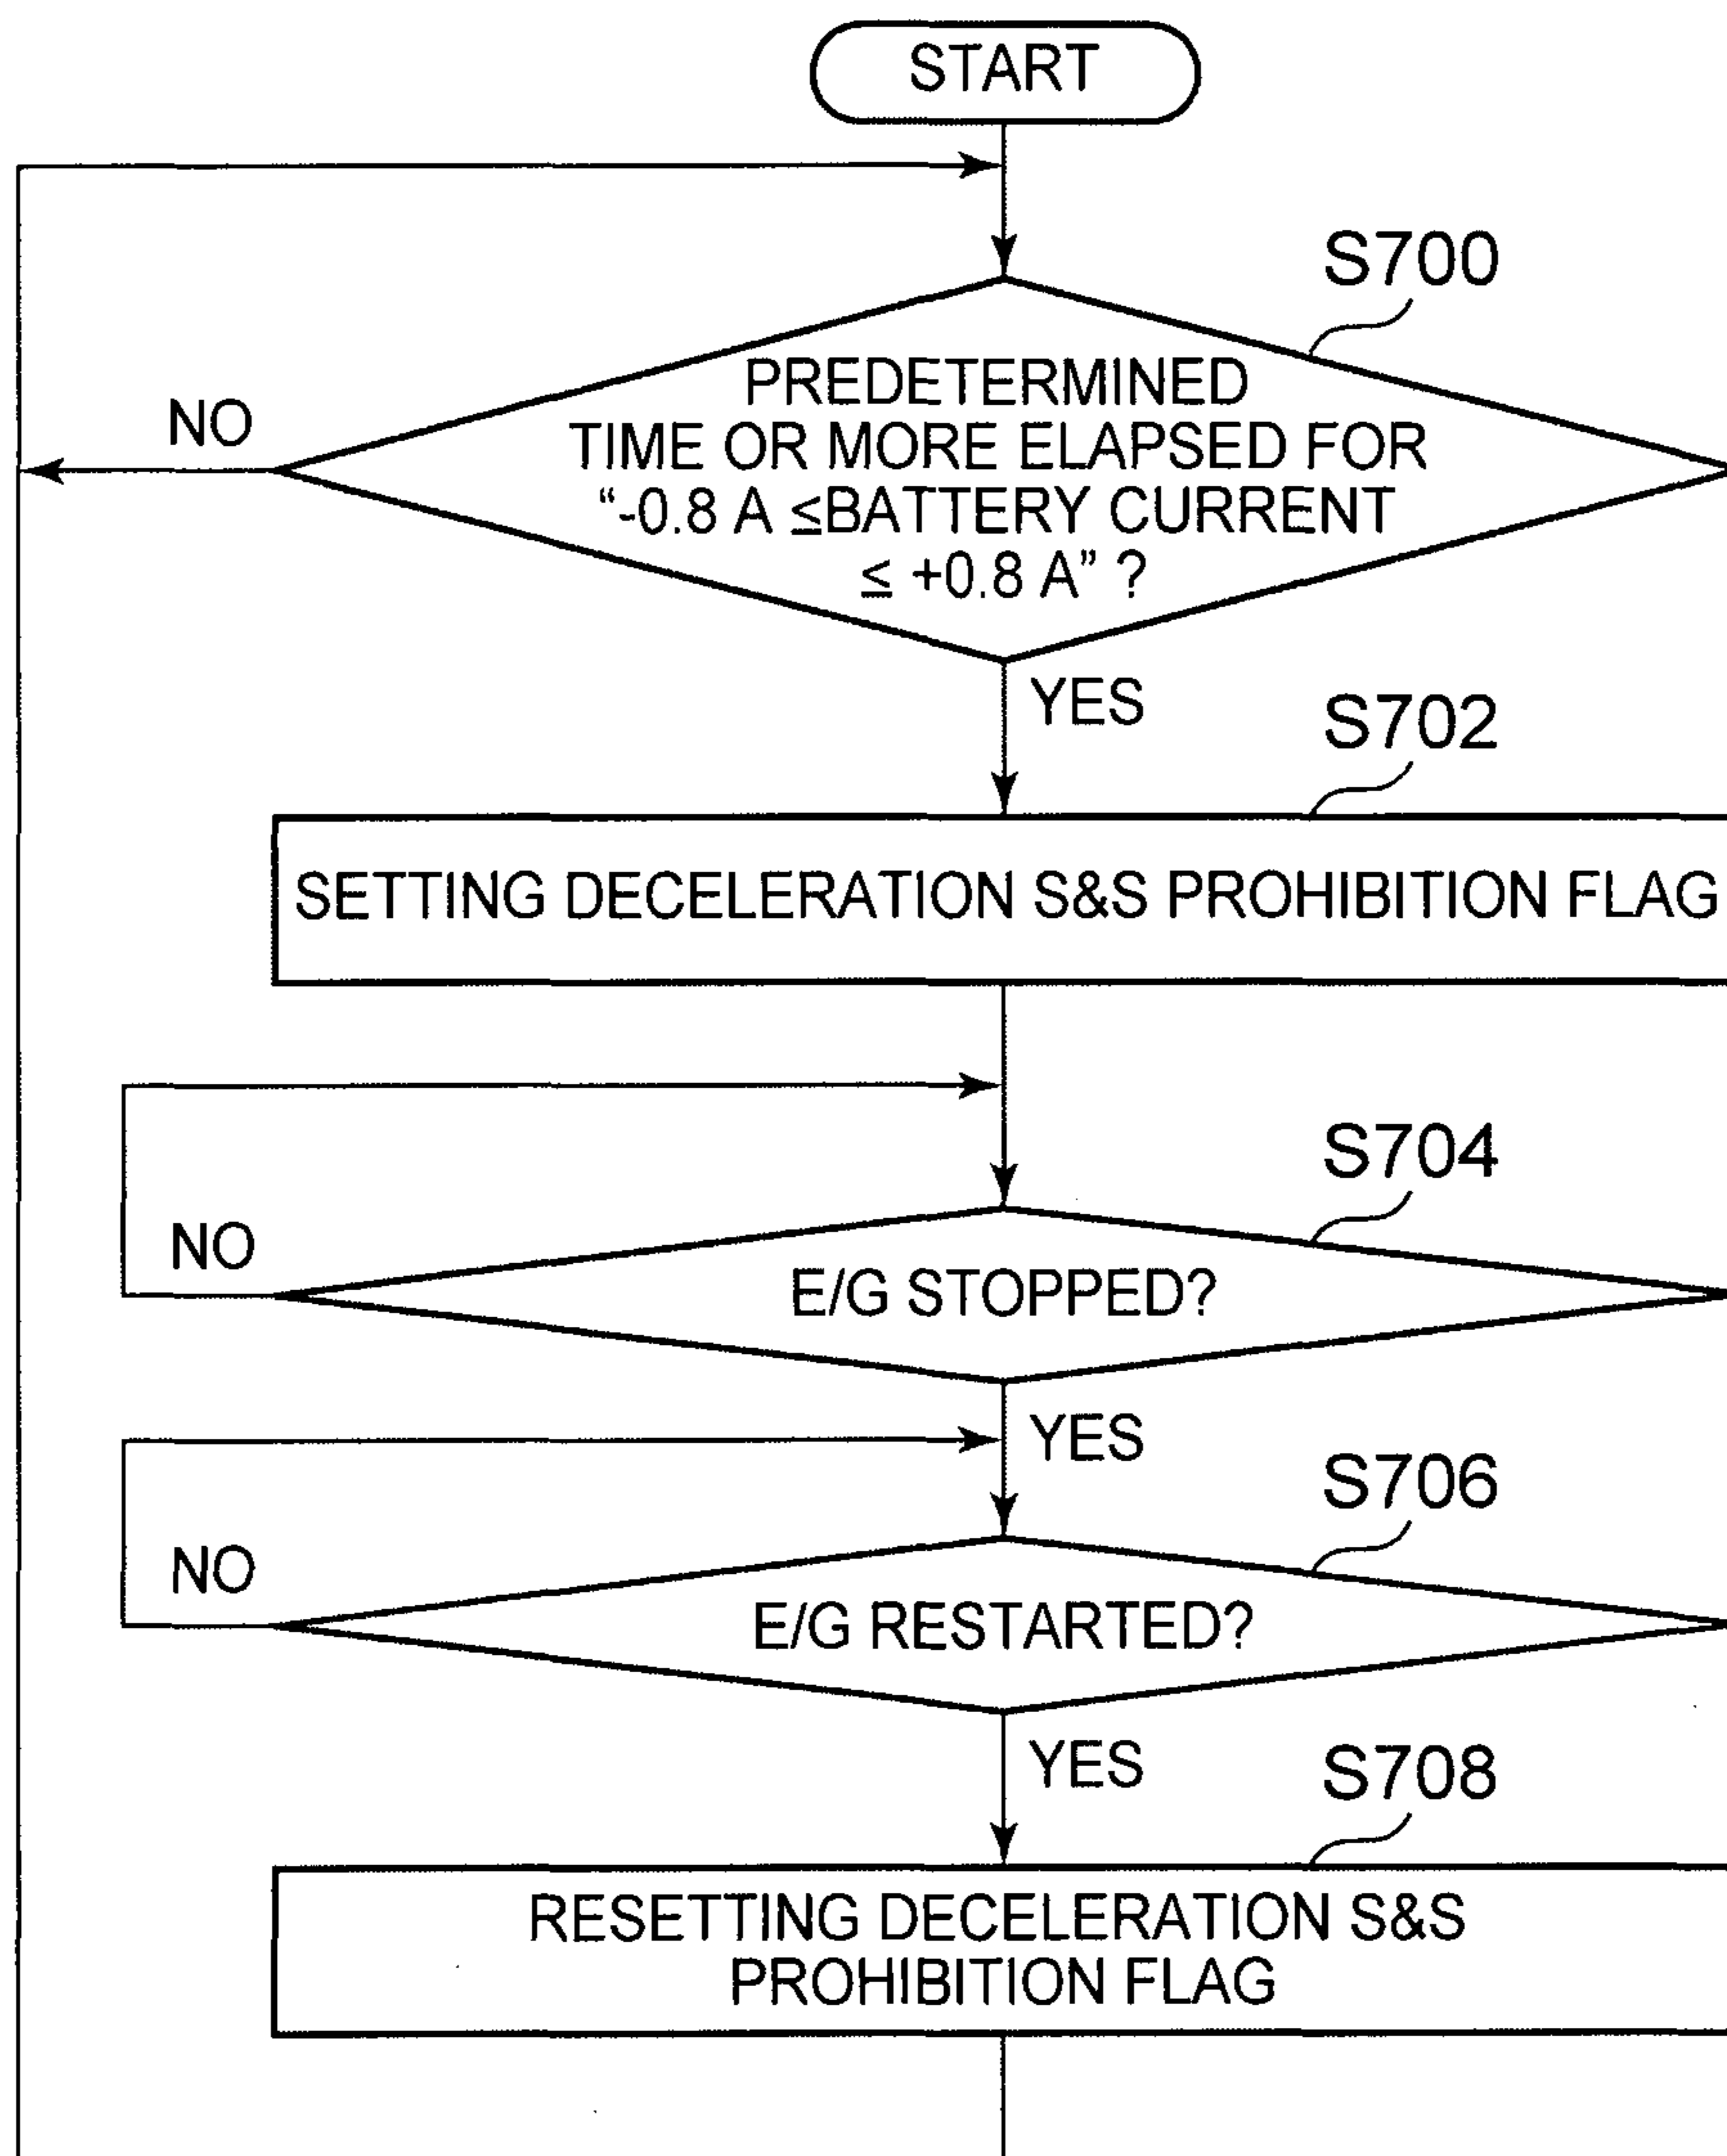 START
S700
NO
PREDETERMINED
TIME OR MORE ELAPSED FOR
“-0.8 A ≤BATTERY CURRENT
≤ +0.8 A” ?
YES
S702
SETTING DECELERATION S&S PROHIBITION FLAG
S704
NO
E/G STOPPED?
YES
S706
NO
E/G RESTARTED?
YES
S708
RESETTING DECELERATION S&S
PROHIBITION FLAG